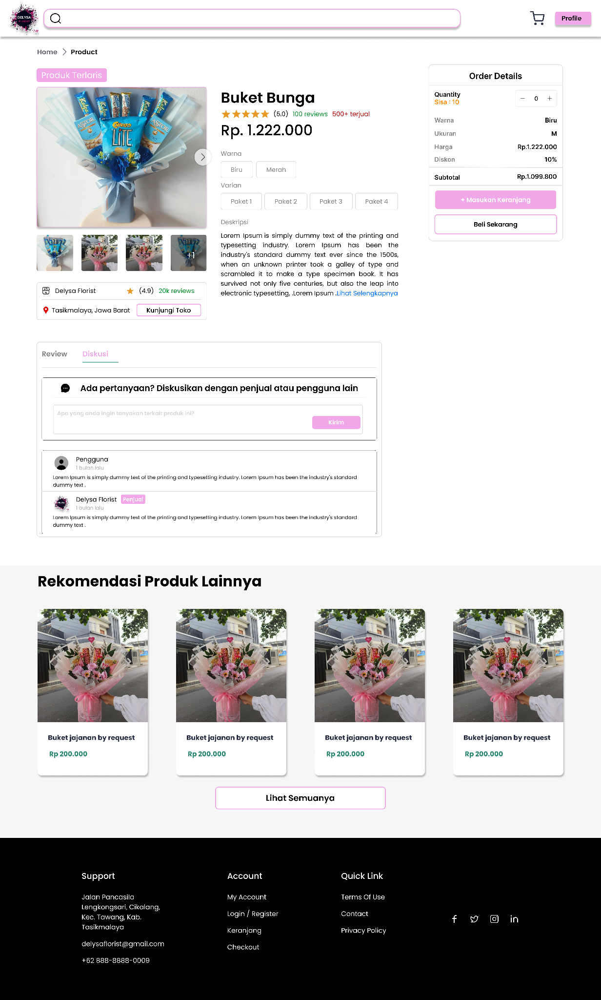 DELYSA
FLORIST
Profile
Home > Product
Produk Terlaris
Kalpa
Kalpa
Kalpa
Kalpa
ASTOR
ASTOR
Chitato
LITE
+1
Delysa Florist (4.9) 20k reviews
Tasikmalaya, Jawa Barat Kunjungi Toko
Buket Bunga
(5.0) 100 reviews 500+ terjual
Rp. 1.222.000
Warna
Biru Merah
Varian
Paket 1 Paket 2 Paket 3 Paket 4
Deskripsi
Lorem Ipsum is simply dummy text of the printing and
typesetting industry. Lorem Ipsum has been the
industry's standard dummy text ever since the 1500s,
when an unknown printer took a galley of type and
scrambled it to make a type specimen book. It has
survived not only five centuries, but also the leap into
electronic typesetting, .Lorem Ipsum .Lihat Selengkapnya
Order Details
Quantity − 0 +
Sisa : 10
Warna Biru
Ukuran M
Harga Rp.1.222.000
Diskon 10%
Subtotal Rp.1.099.800
+ Masukan Keranjang
Beli Sekarang
Review Diskusi
Ada pertanyaan? Diskusikan dengan penjual atau pengguna lain
Apa yang anda ingin tanyakan terkait produk ini?
Kirim
Pengguna
1 bulan lalu
Lorem Ipsum is simply dummy text of the printing and typesetting industry. Lorem Ipsum has been the industry's standard
dummy text .
Delysa Florist Penjual
1 bulan lalu
Lorem Ipsum is simply dummy text of the printing and typesetting industry. Lorem Ipsum has been the industry's standard
dummy text .
Rekomendasi Produk Lainnya
Buket jajanan by request
Rp 200.000
Buket jajanan by request
Rp 200.000
Buket jajanan by request
Rp 200.000
Buket jajanan by request
Rp 200.000
Lihat Semuanya
Support
Jalan Pancasila
Lengkongsari, Cikalang,
Kec. Tawang, Kab.
Tasikmalaya
delysaflorist@gmail.com
+62 888-8888-0009
Account
My Account
Login / Register
Keranjang
Checkout
Quick Link
Terms Of Use
Contact
Privacy Policy